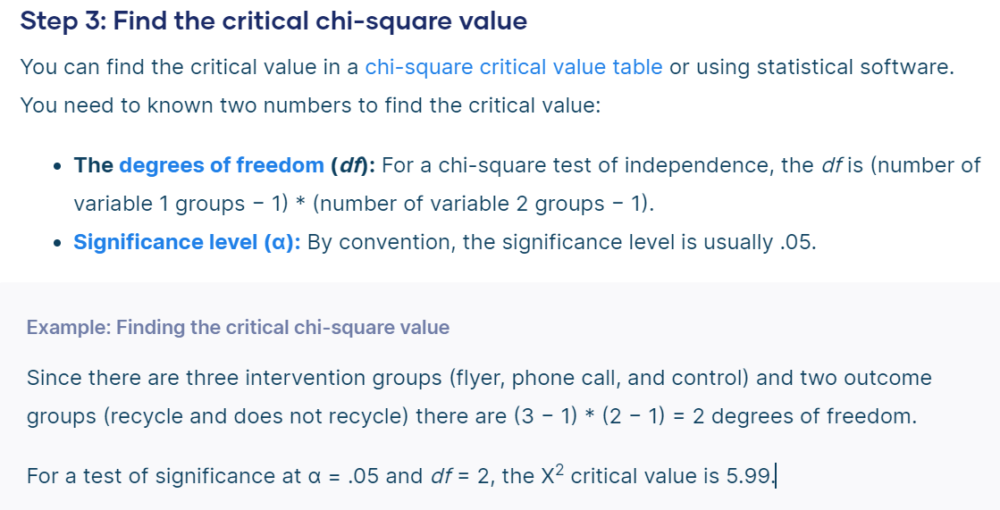 Step 3: Find the critical chi-square value
You can find the critical value in a chi-square critical value table or using statistical software.
You need to known two numbers to find the critical value:
• The degrees of freedom (df): For a chi-square test of independence, the df is (number of
variable 1 groups − 1) * (number of variable 2 groups − 1).
• Significance level (α): By convention, the significance level is usually .05.
Example: Finding the critical chi-square value
Since there are three intervention groups (flyer, phone call, and control) and two outcome
groups (recycle and does not recycle) there are (3 − 1) * (2 − 1) = 2 degrees of freedom.
For a test of significance at α = .05 and df = 2, the Χ² critical value is 5.99.